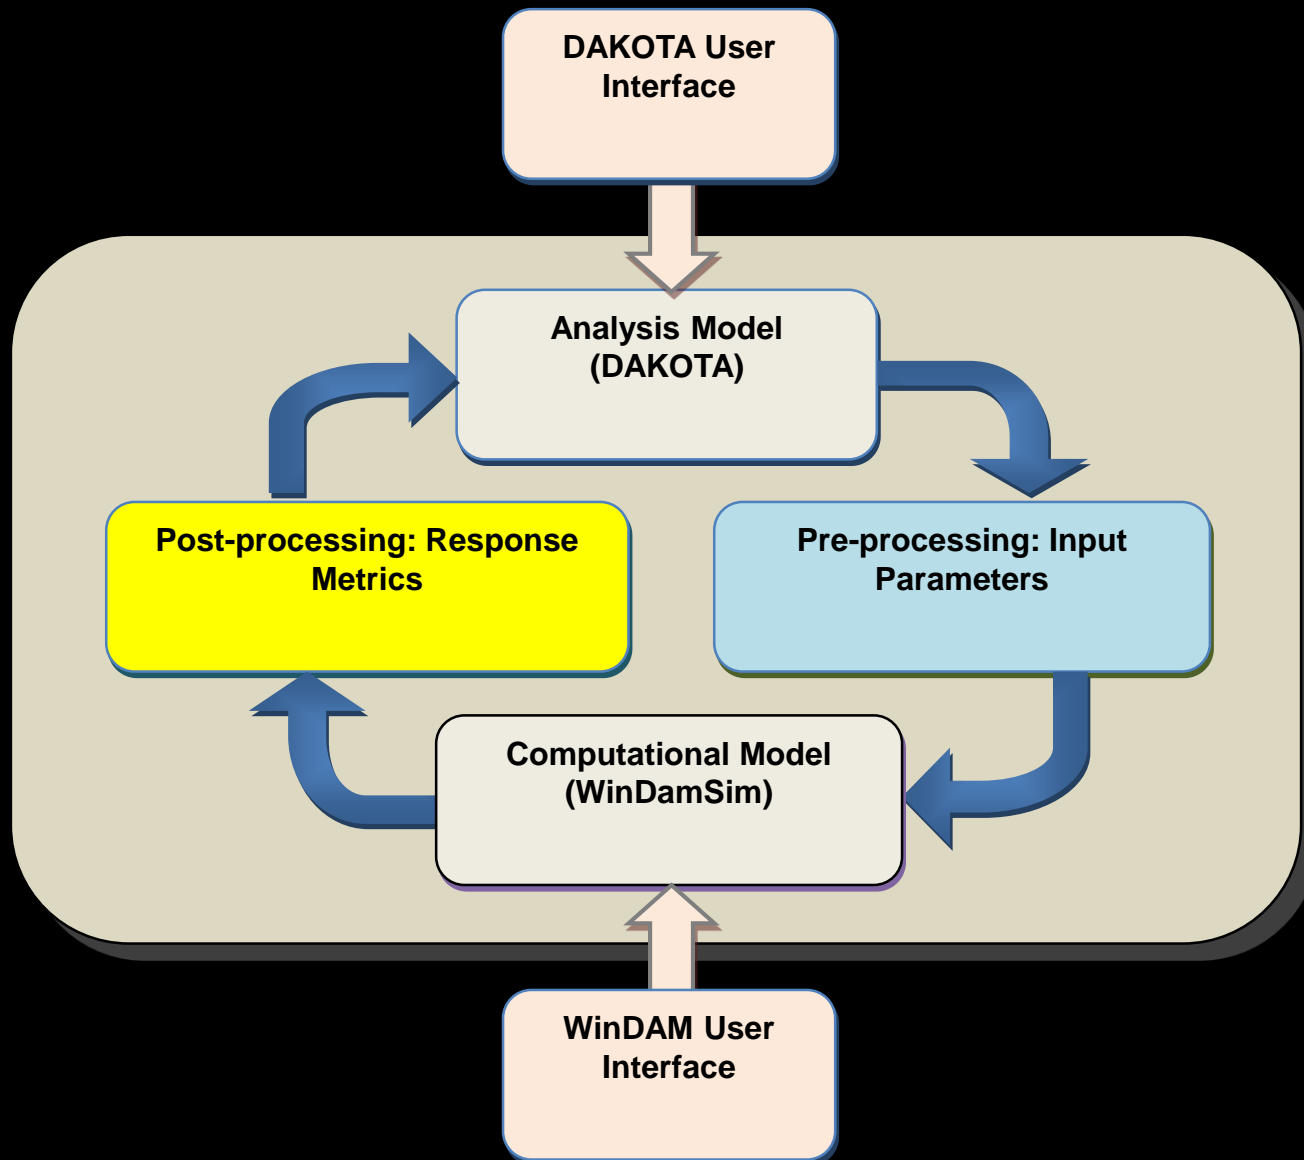 DAKOTA User
Interface
Analysis Model
(DAKOTA)
Post-processing: Response
Metrics
Pre-processing: Input
Parameters
Computational Model
(WinDamSim)
WinDAM User
Interface